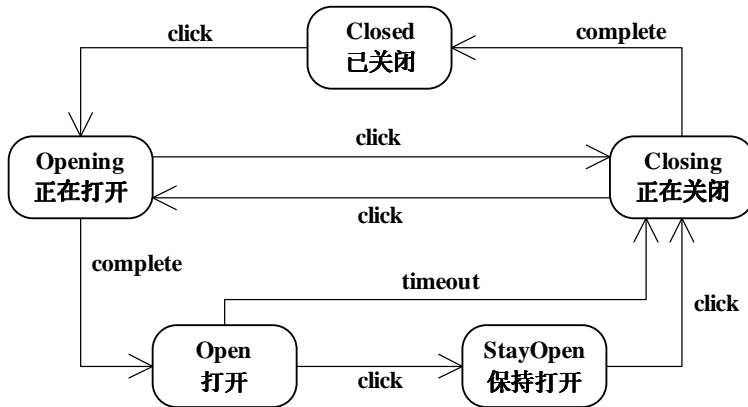 Closed
已关闭
click
complete
Opening
正在打开
click
Closing
正在关闭
click
complete
timeout
click
Open
打开
click
StayOpen
保持打开